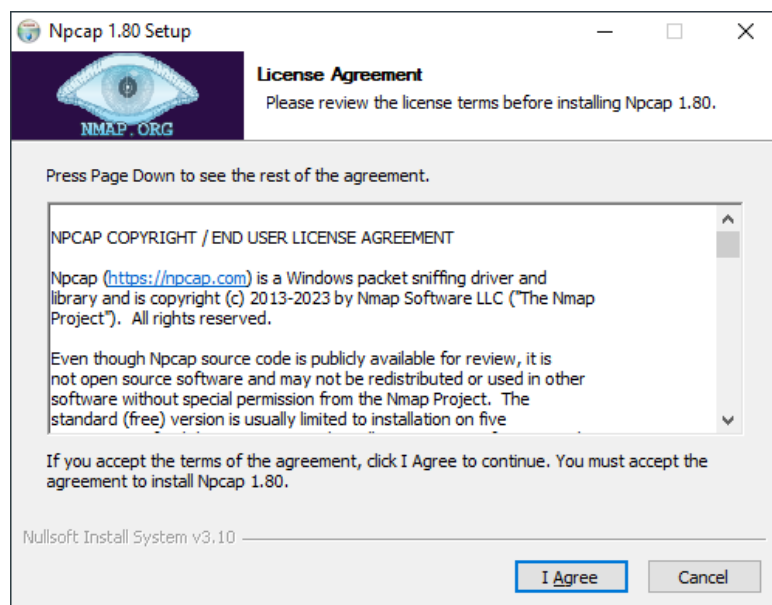 Npcap 1.80 Setup
NMAP.ORG
License Agreement
Please review the license terms before installing Npcap 1.80.
Press Page Down to see the rest of the agreement.
NPCAP COPYRIGHT / END USER LICENSE AGREEMENT
Npcap (https://npcap.com) is a Windows packet sniffing driver and
library and is copyright (c) 2013-2023 by Nmap Software LLC ("The Nmap
Project"). All rights reserved.
Even though Npcap source code is publicly available for review, it is
not open source software and may not be redistributed or used in other
software without special permission from the Nmap Project. The
standard (free) version is usually limited to installation on five
If you accept the terms of the agreement, click I Agree to continue. You must accept the
agreement to install Npcap 1.80.
Nullsoft Install System v3.10
I Agree
Cancel